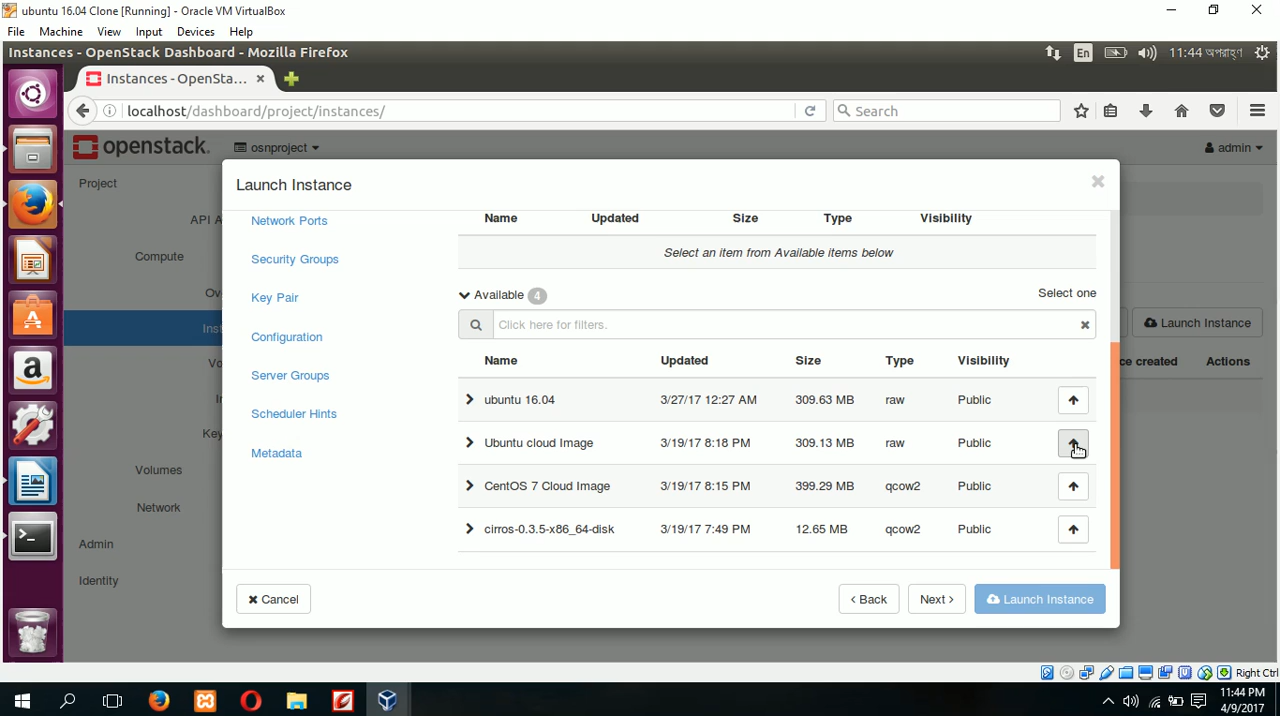 ubuntu 16.04 Clone [Running] - Oracle VM VirtualBox
File Machine View Input Devices Help
Instances - OpenStack Dashboard - Mozilla Firefox
En
11:44 অপরাহ্ণ
Instances - OpenSta...
localhost/dashboard/project/instances/
Search
openstack.
osnproject
admin
Project
API A
Compute
Ov
Inst
Vo
I
Key
Volumes
Network
Admin
Identity
Launch Instance
Network Ports
Security Groups
Key Pair
Configuration
Server Groups
Scheduler Hints
Metadata
Name Updated Size Type Visibility
Select an item from Available items below
Available 4
Select one
Click here for filters.
Name Updated Size Type Visibility
ubuntu 16.04 3/27/17 12:27 AM 309.63 MB raw Public
Ubuntu cloud Image 3/19/17 8:18 PM 309.13 MB raw Public
CentOS 7 Cloud Image 3/19/17 8:15 PM 399.29 MB qcow2 Public
cirros-0.3.5-x86_64-disk 3/19/17 7:49 PM 12.65 MB qcow2 Public
Cancel
Back
Next
Launch Instance
Launch Instance
ce created Actions
Right Ctrl
11:44 PM
4/9/2017